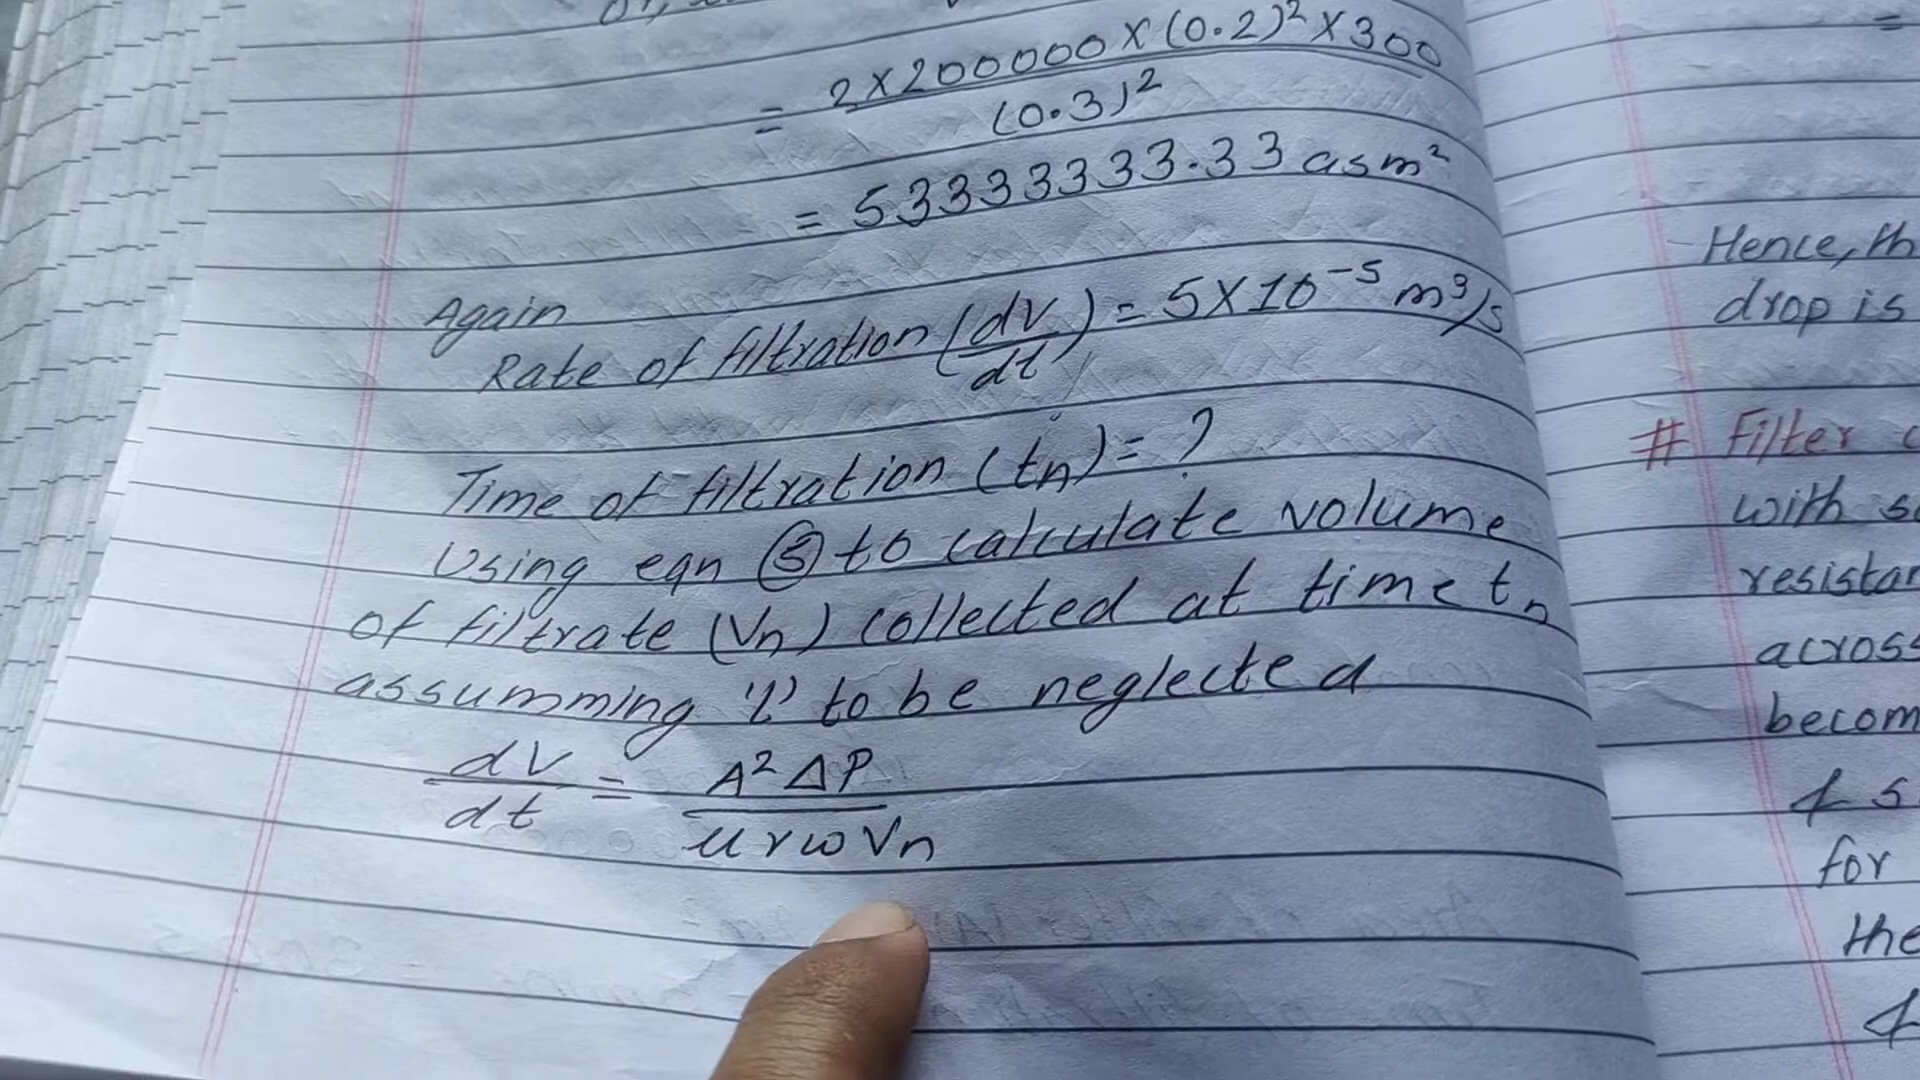 = 2×200000×(0.2)²×300
(0.3)²
= 53333333.33 asm²
Again
Rate of filtration (dv/dt) = 5×10⁻⁵ m³/s
Time of filtration (tn) = ?
Using eqn ⑤ to calculate volume
of filtrate (Vn) collected at time tn
assuming 'L' to be neglected
dV/dt = A²ΔP/μrωVn
=
Hence, th
drop is
# Filter c
with s
resistan
across
becom
& s
for
the
&